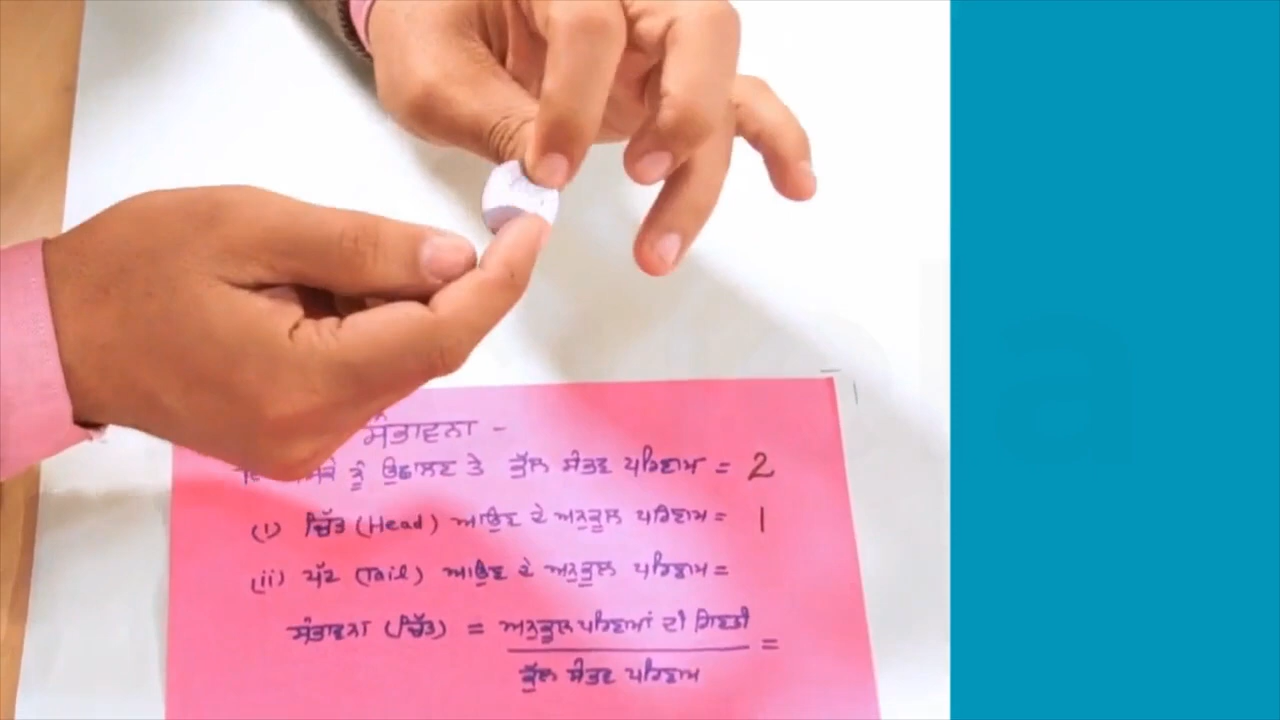 ਸੰਭਾਵਨਾ -
ਸਿੱਕੇ ਨੂੰ ਉਛਾਲਣ ਤੇ ਕੁੱਲ ਸੰਭਵ ਪਰਿਣਾਮ = 2
(i) ਚਿੱਤ (Head) ਆਉਣ ਦੇ ਅਨੁਕੂਲ ਪਰਿਣਾਮ = 1
(ii) ਪੱਟ (Tail) ਆਉਣ ਦੇ ਅਨੁਕੂਲ ਪਰਿਣਾਮ =
ਸੰਭਾਵਨਾ (ਚਿੱਤ) = ਅਨੁਕੂਲ ਪਰਿਣਾਮਾਂ ਦੀ ਗਿਣਤੀ =
ਕੁੱਲ ਸੰਭਵ ਪਰਿਣਾਮ